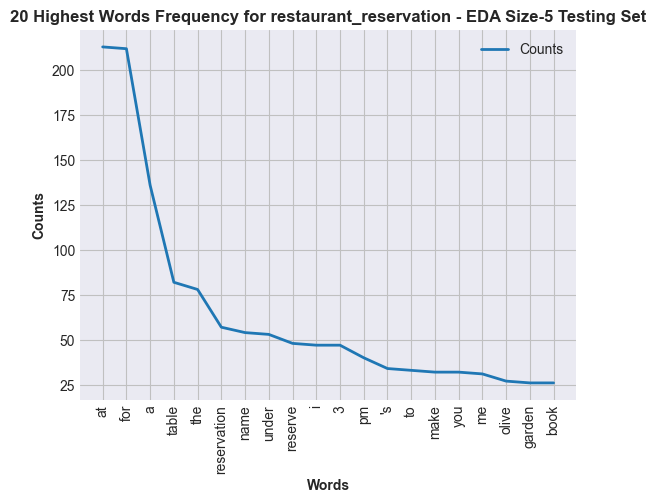 20 Highest Words Frequency for restaurant_reservation - EDA Size-5 Testing Set
Counts
200
175
150
125
100
75
50
25
Counts
at
for
a
table
the
reservation
name
under
reserve
i
3
pm
's
to
make
you
me
olive
garden
book
Words